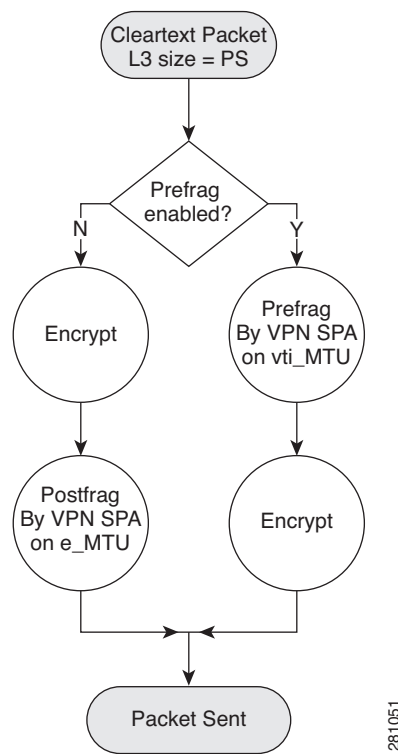 Cleartext Packet
L3 size = PS
Prefrag
enabled?
N
Y
Encrypt
Prefrag
By VPN SPA
on vti_MTU
Postfrag
By VPN SPA
on e_MTU
Encrypt
Packet Sent
281051